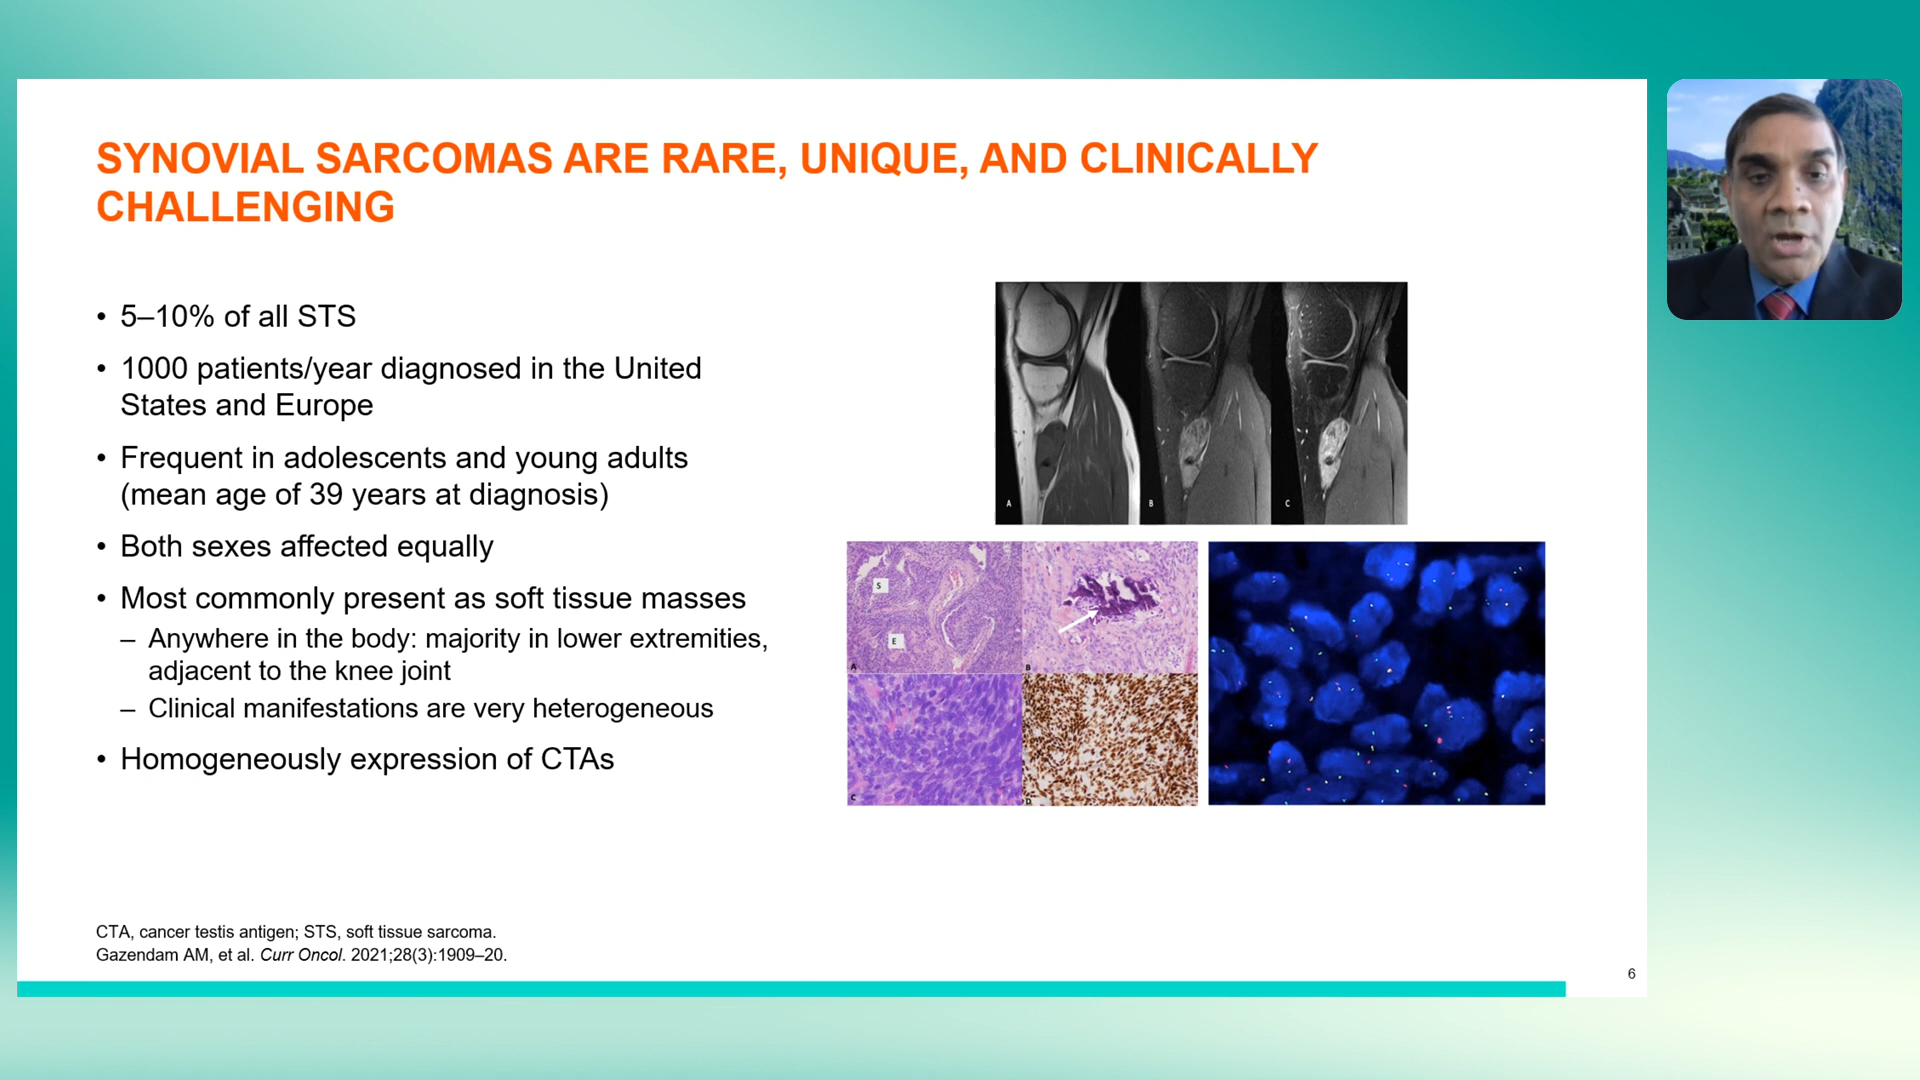 SYNOVIAL SARCOMAS ARE RARE, UNIQUE, AND CLINICALLY
CHALLENGING
• 5–10% of all STS
• 1000 patients/year diagnosed in the United
States and Europe
• Frequent in adolescents and young adults
(mean age of 39 years at diagnosis)
• Both sexes affected equally
• Most commonly present as soft tissue masses
– Anywhere in the body: majority in lower extremities,
adjacent to the knee joint
– Clinical manifestations are very heterogeneous
• Homogeneously expression of CTAs
A B C
S
E
A B
C D
CTA, cancer testis antigen; STS, soft tissue sarcoma.
Gazendam AM, et al. Curr Oncol. 2021;28(3):1909–20.
6